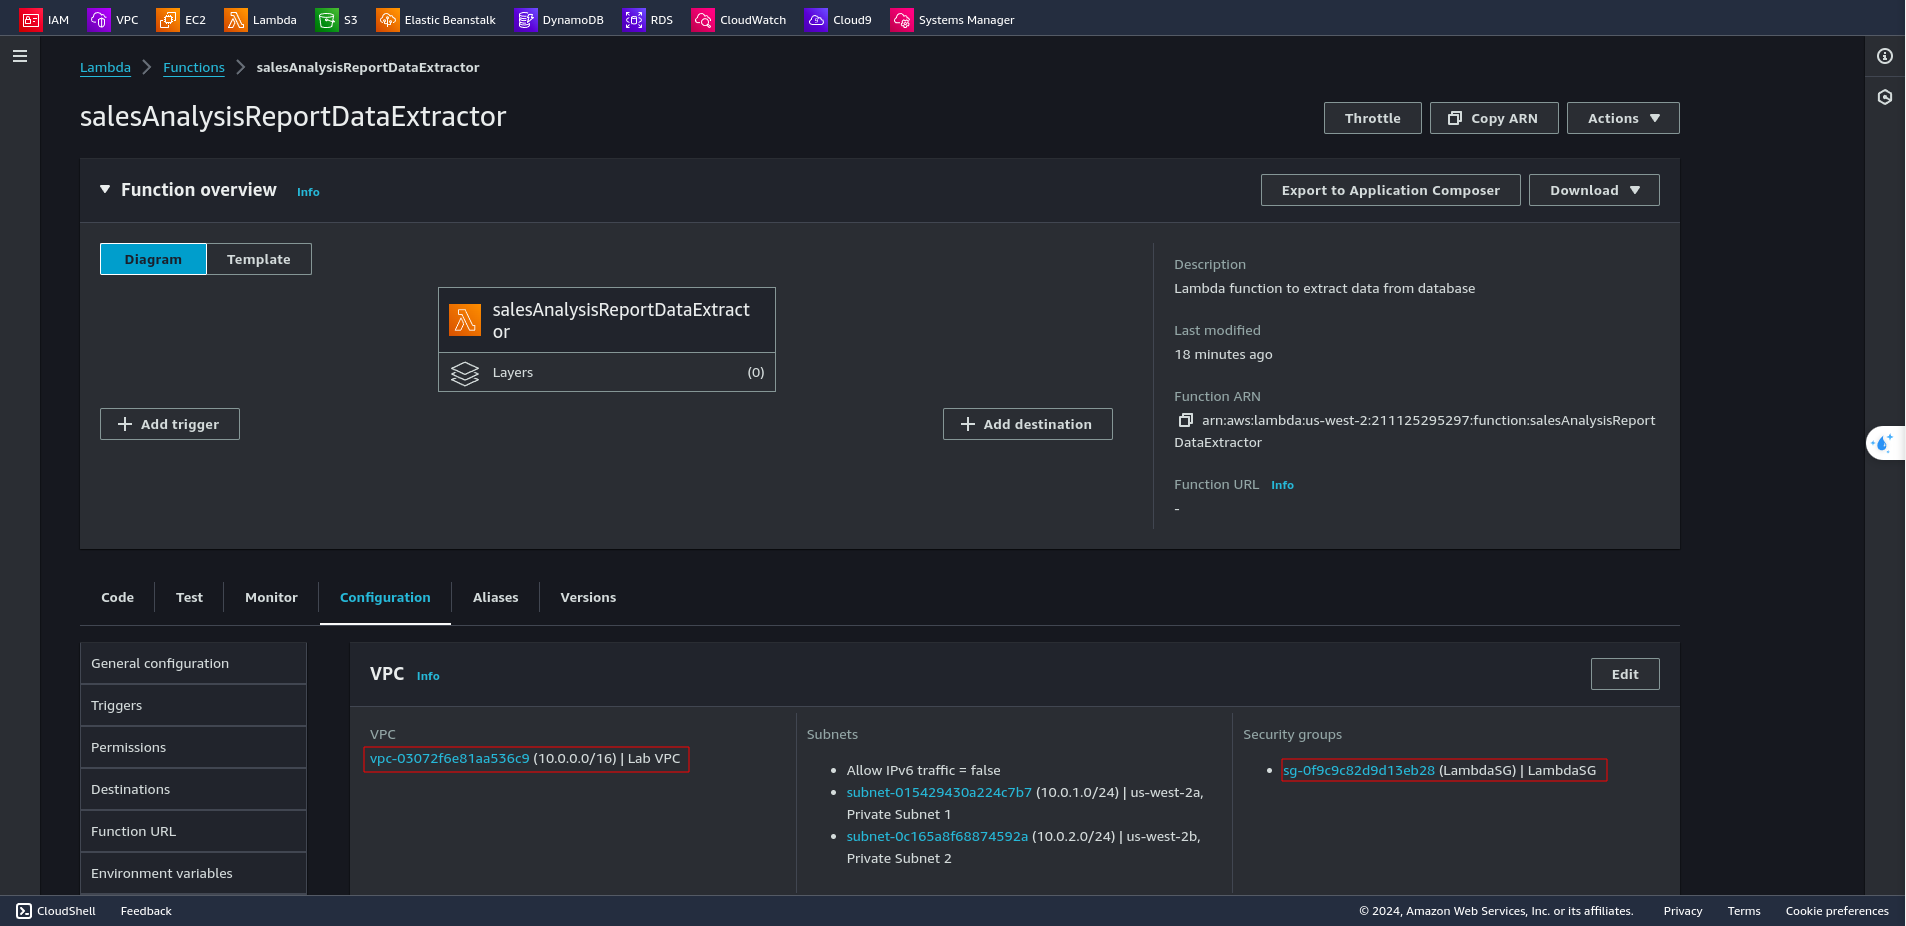 IAM VPC EC2 Lambda S3 Elastic Beanstalk DynamoDB RDS CloudWatch Cloud9 Systems Manager
Lambda Functions salesAnalysisReportDataExtractor
salesAnalysisReportDataExtractor
Throttle Copy ARN Actions
Function overview Info
Export to Application Composer Download
Diagram Template
salesAnalysisReportDataExtract
or
Layers (0)
Add trigger
Add destination
Description
Lambda function to extract data from database
Last modified
18 minutes ago
Function ARN
arn:aws:lambda:us-west-2:211125295297:function:salesAnalysisReport
DataExtractor
Function URL Info
-
Code Test Monitor Configuration Aliases Versions
General configuration
Triggers
Permissions
Destinations
Function URL
Environment variables
VPC Info
Edit
VPC
vpc-03072f6e81aa536c9 (10.0.0.0/16) | Lab VPC
Subnets
• Allow IPv6 traffic = false
• subnet-015429430a224c7b7 (10.0.1.0/24) | us-west-2a,
Private Subnet 1
• subnet-0c165a8f68874592a (10.0.2.0/24) | us-west-2b,
Private Subnet 2
Security groups
• sg-0f9c9c82d9d13eb28 (LambdaSG) | LambdaSG
CloudShell Feedback
© 2024, Amazon Web Services, Inc. or its affiliates. Privacy Terms Cookie preferences